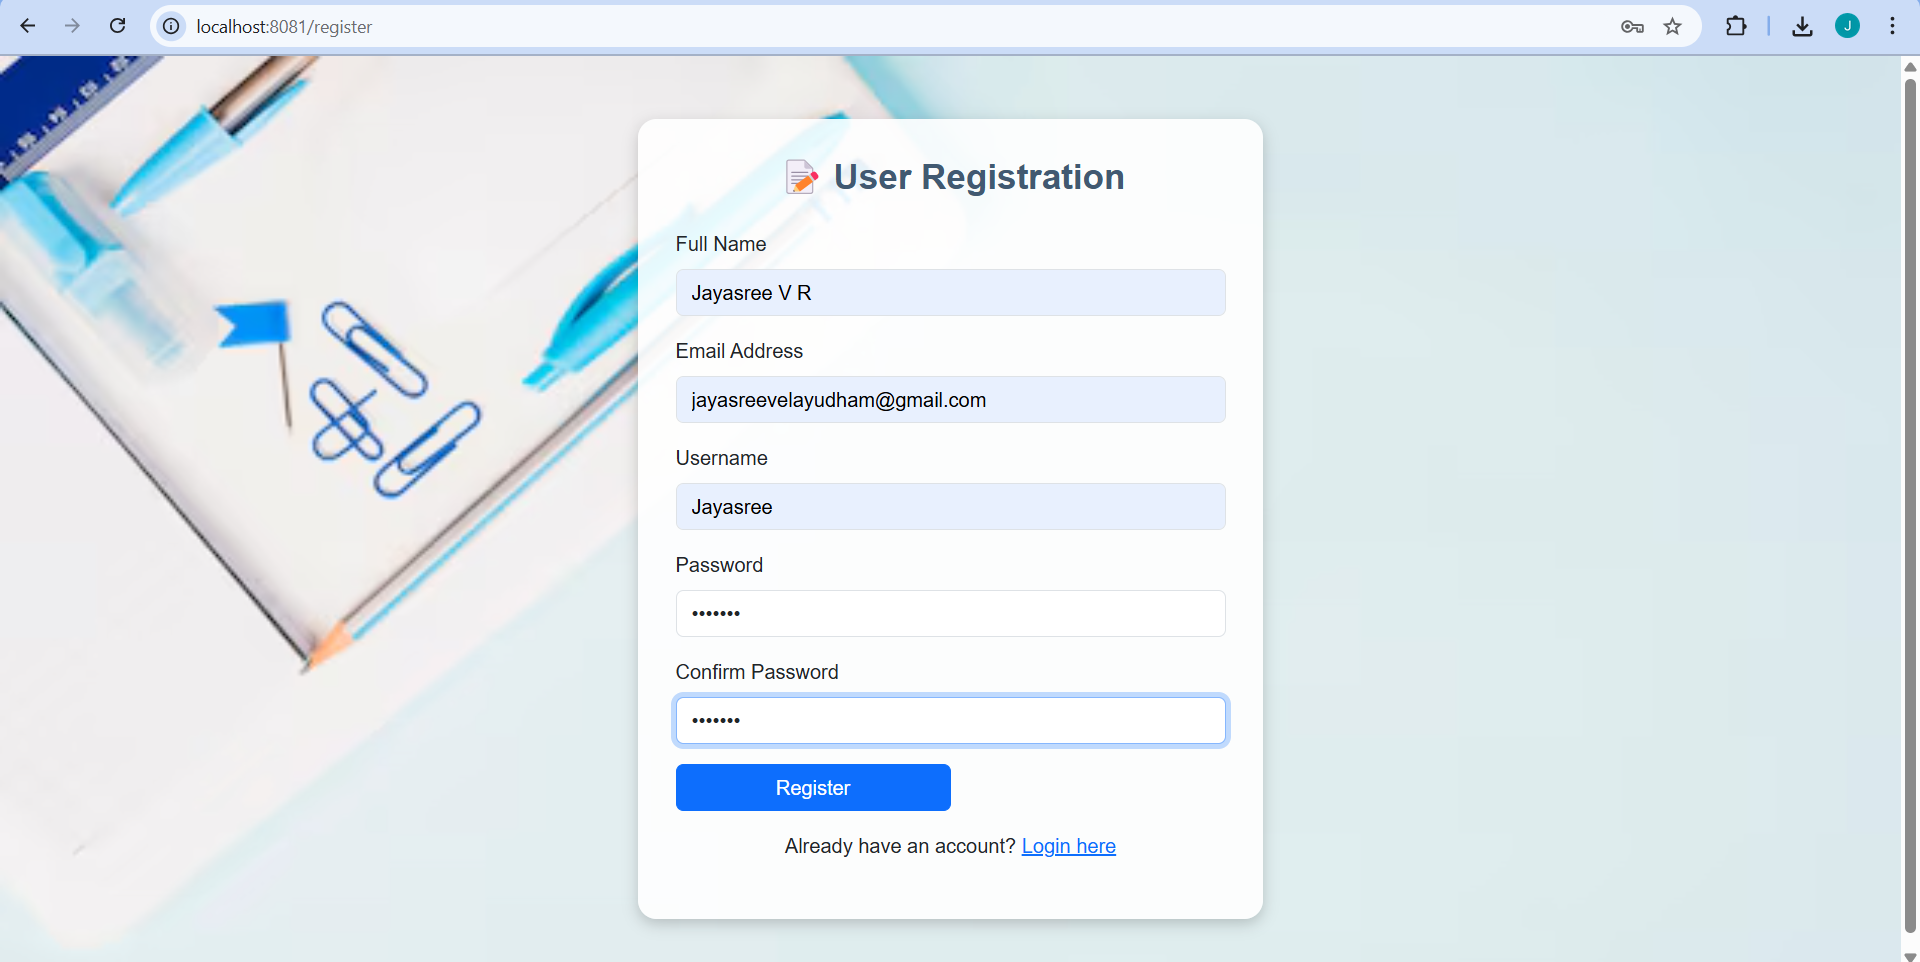 localhost:8081/register
J
User Registration
Full Name
Jayasree V R
Email Address
jayasreevelayudham@gmail.com
Username
Jayasree
Password
•••••••
Confirm Password
•••••••
Register
Already have an account? Login here